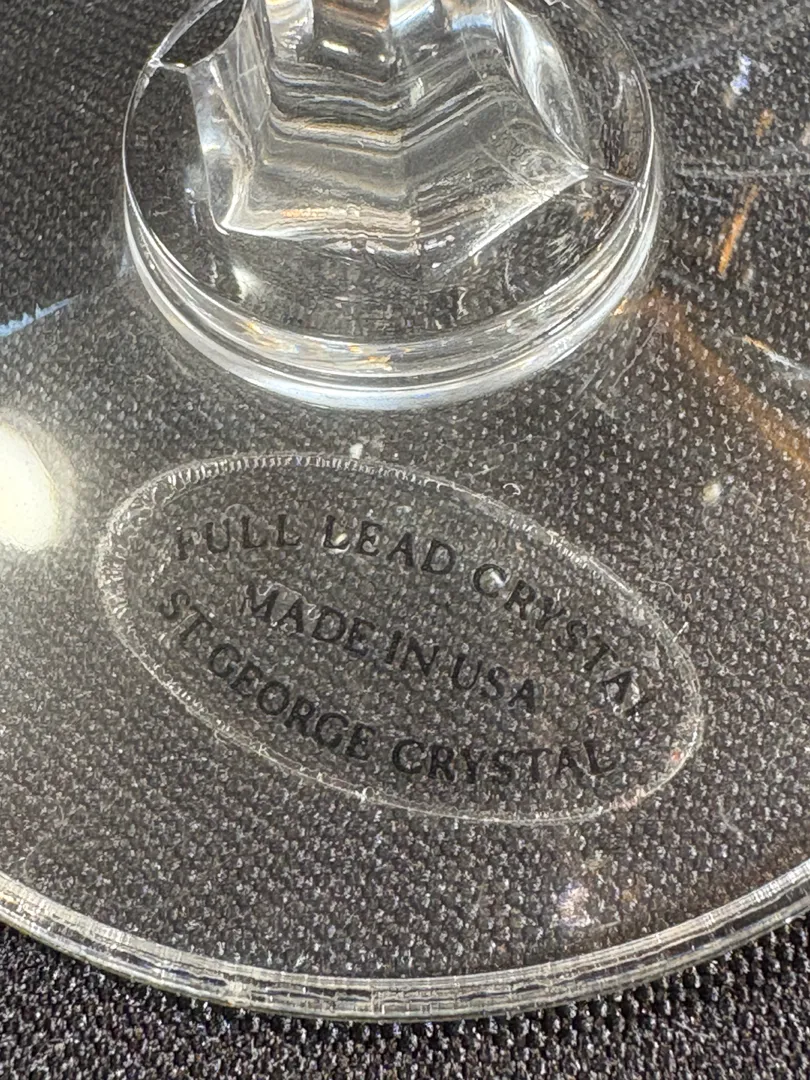 FULL LEAD CRYSTAL
MADE IN USA
ST. GEORGE CRYSTAL